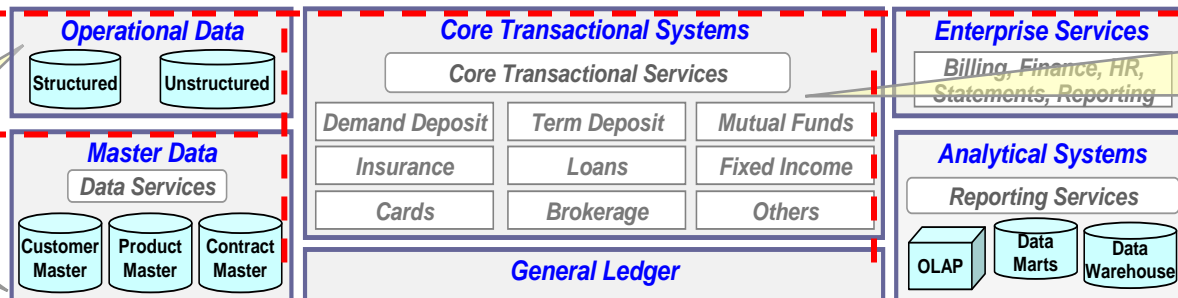 Operational Data
Structured
Unstructured
Master Data
Data Services
Customer
Master
Product
Master
Contract
Master
Core Transactional Systems
Core Transactional Services
Demand Deposit
Term Deposit
Mutual Funds
Insurance
Loans
Fixed Income
Cards
Brokerage
Others
General Ledger
Enterprise Services
Billing, Finance, HR,
Statements, Reporting
Analytical Systems
Reporting Services
OLAP
Data
Marts
Data
Warehouse